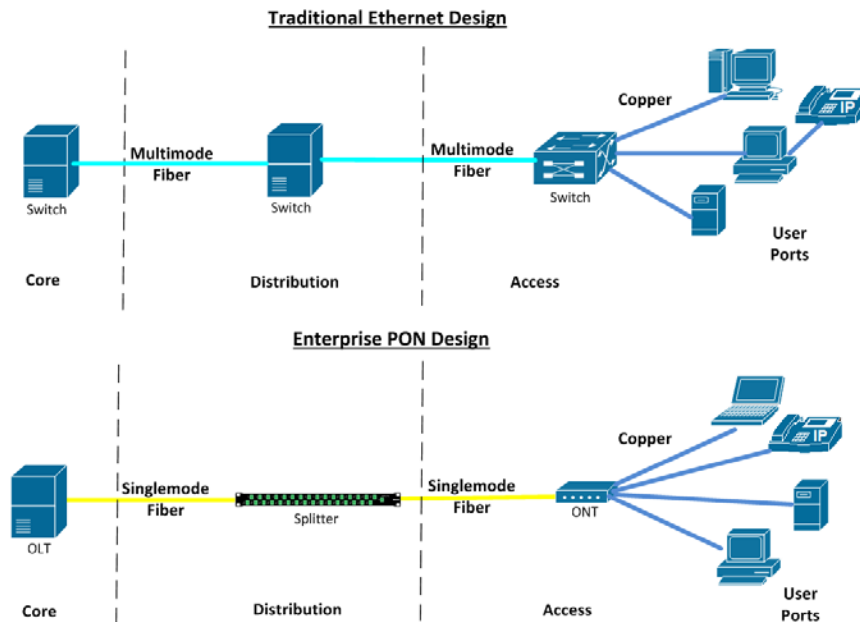 Traditional Ethernet Design
Copper
IP
Multimode
Fiber
Multimode
Fiber
Switch
Switch
Switch
User
Ports
Core
Distribution
Access
Enterprise PON Design
Copper
IP
Singlemode
Fiber
Singlemode
Fiber
Splitter
OLT
ONT
User
Ports
Core
Distribution
Access